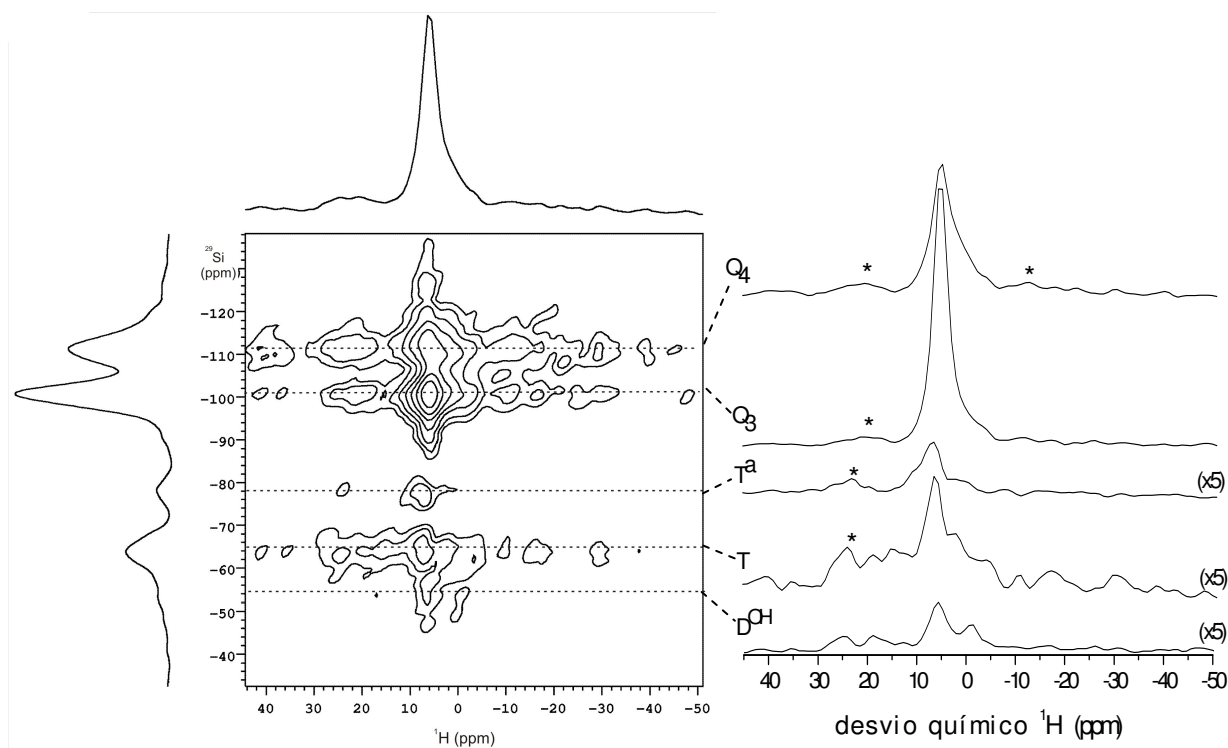 29Si
(ppm)
-120
-110
-100
-90
-80
-70
-60
-50
-40
40 30 20 10 0 -10 -20 -30 -40 -50
1H (ppm)
Q4
Q3
Ta
T
DOH
* *
*
* (x5)
* (x5)
(x5)
40 30 20 10 0 -10 -20 -30 -40 -50
desvio químico 1H (ppm)